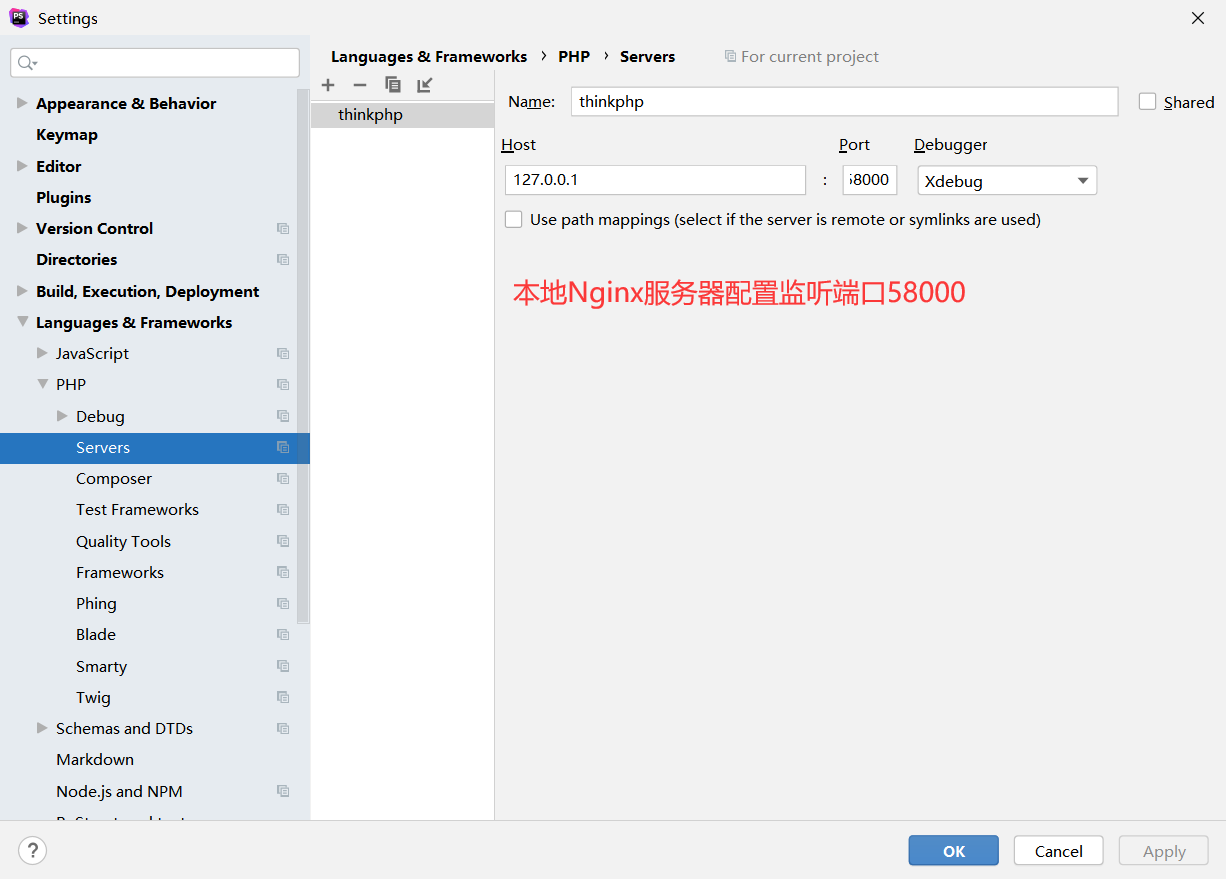 PS
Settings
Languages & Frameworks › PHP › Servers
For current project
Appearance & Behavior
Keymap
Editor
Plugins
Version Control
Directories
Build, Execution, Deployment
Languages & Frameworks
JavaScript
PHP
Debug
Servers
Composer
Test Frameworks
Quality Tools
Frameworks
Phing
Blade
Smarty
Twig
Schemas and DTDs
Markdown
Node.js and NPM
thinkphp
Name: thinkphp
Shared
Host Port Debugger
127.0.0.1 : 58000 Xdebug
Use path mappings (select if the server is remote or symlinks are used)
本地Nginx服务器配置监听端口58000
? OK Cancel Apply